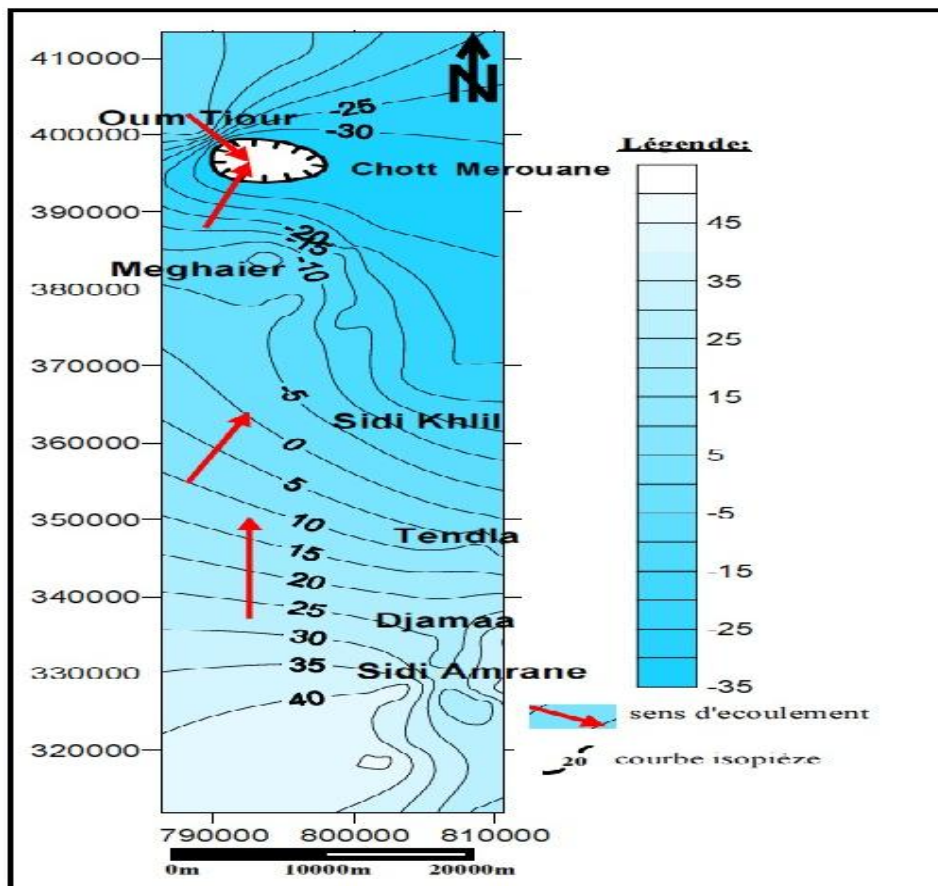 N
410000
-25
Oum Tiour
400000
-30
Légende:
Chott Merouane
390000
45
-20
-15
-10
Meghaier
35
380000
25
370000
15
-5
Sidi Khlil
360000
0
5
5
-5
350000
10
Tendla
15
-15
20
340000
25
Djamaa
-25
30
330000
35
Sidi Amrane
-35
40
sens d'ecoulement
320000
20
courbe isopièze
790000 800000 810000
0m 10000m 20000m